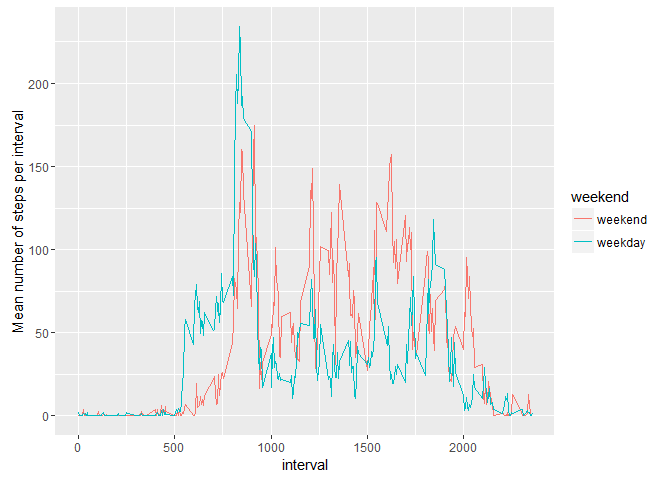 Mean number of steps per interval
200
150
100
50
0
0 500 1000 1500 2000
interval
weekend
weekend
weekday